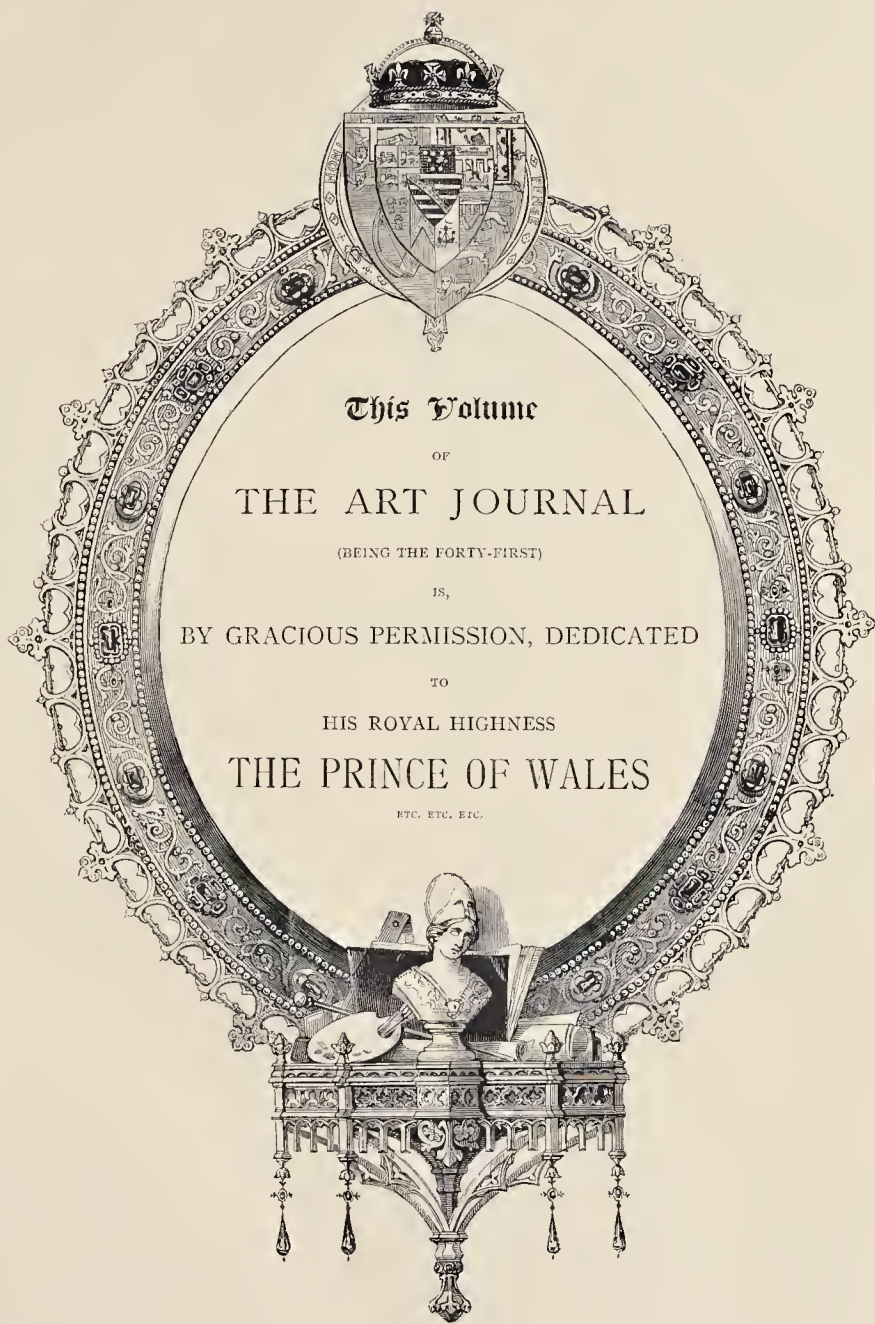 This Volume
OF
THE ART JOURNAL
(BEING THE FORTY-FIRST)
IS,
BY GRACIOUS PERMISSION, DEDICATED
TO
HIS ROYAL HIGHNESS
THE PRINCE OF WALES
ETC. ETC. ETC.